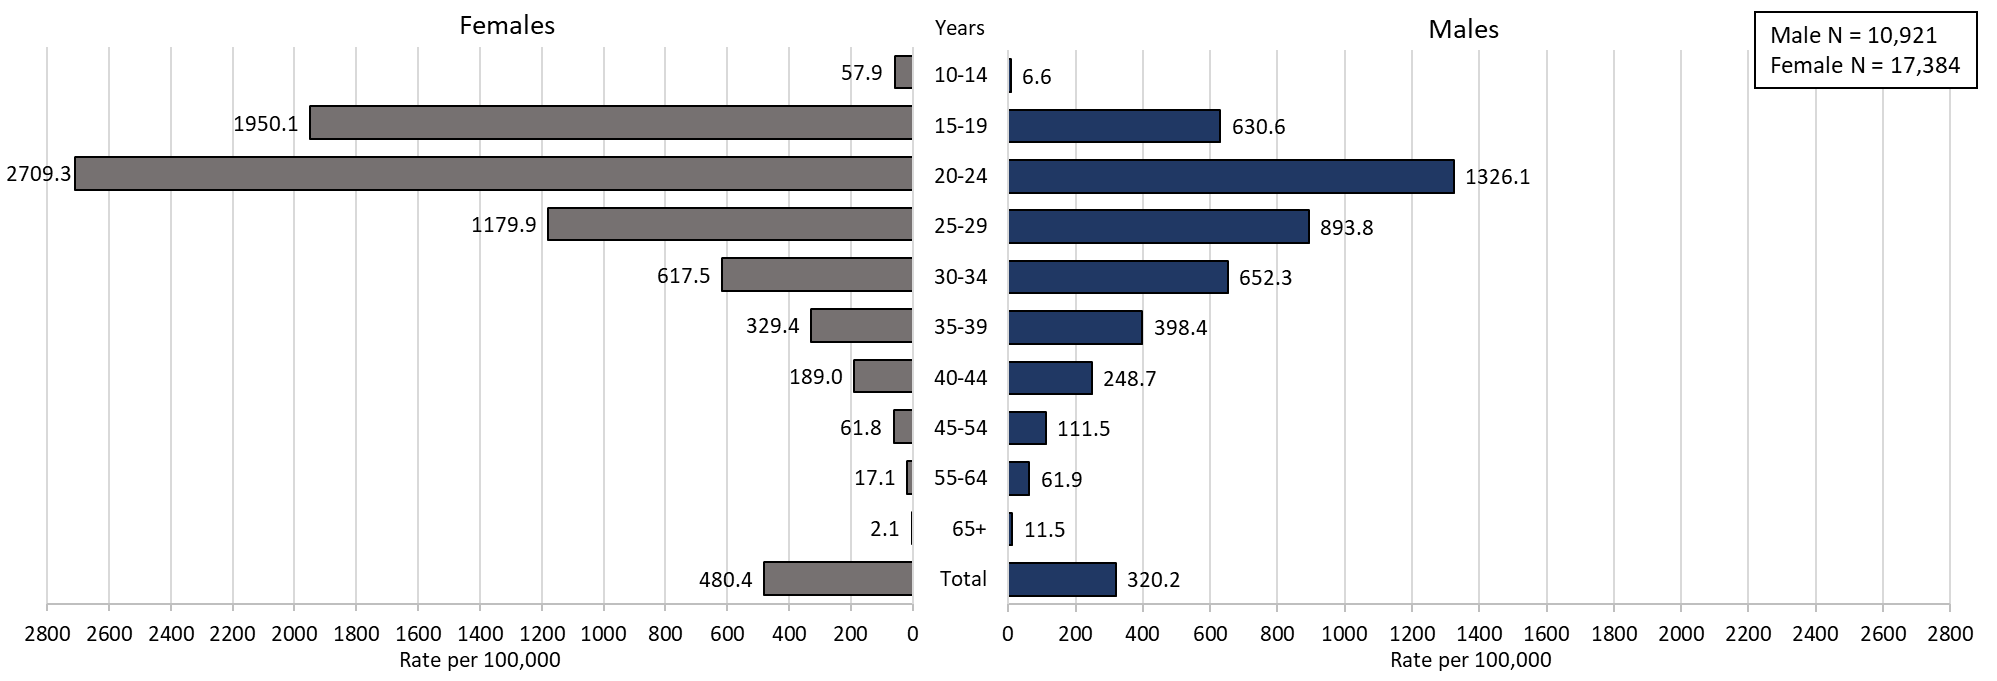 Females Years Males
Male N = 10,921
Female N = 17,384
57.9 10-14 6.6
1950.1 15-19 630.6
2709.3 20-24 1326.1
1179.9 25-29 893.8
617.5 30-34 652.3
329.4 35-39 398.4
189.0 40-44 248.7
61.8 45-54 111.5
17.1 55-64 61.9
2.1 65+ 11.5
480.4 Total 320.2
2800 2600 2400 2200 2000 1800 1600 1400 1200 1000 800 600 400 200 0 0 200 400 600 800 1000 1200 1400 1600 1800 2000 2200 2400 2600 2800
Rate per 100,000 Rate per 100,000